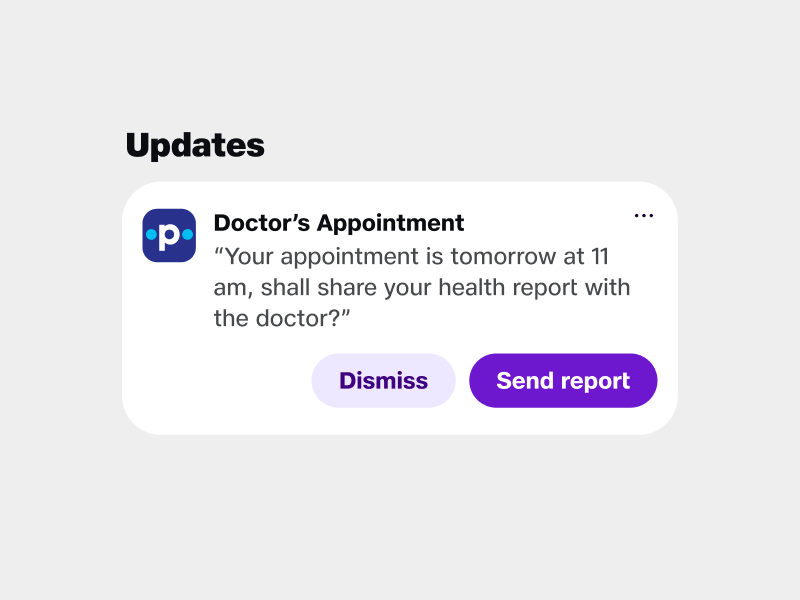 Updates
·p·
Doctor’s Appointment
...
“Your appointment is tomorrow at 11
am, shall share your health report with
the doctor?”
Dismiss
Send report